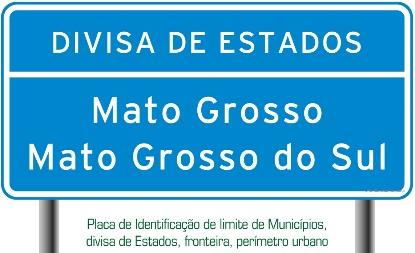 DIVISA DE ESTADOS
Mato Grosso
Mato Grosso do Sul
Placa de Identificação de limite de Municípios,
divisa de Estados, fronteira, perímetro urbano